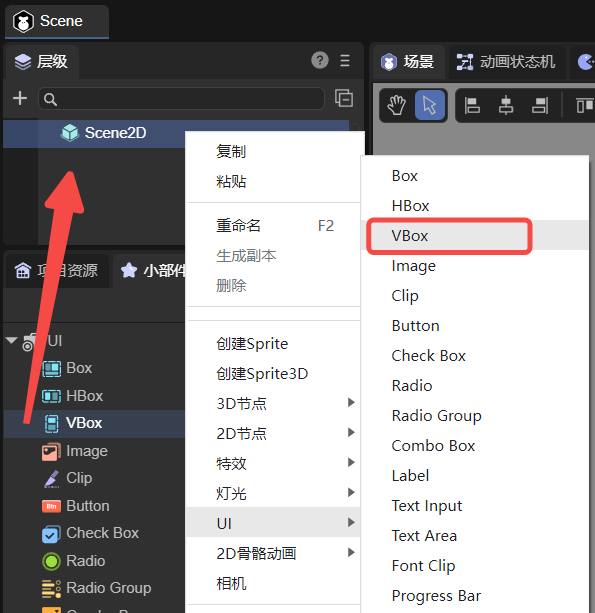 Scene
层级
场景
动画状态机
Scene2D
复制
粘贴
重命名 F2
生成副本
删除
创建Sprite
创建Sprite3D
3D节点
2D节点
特效
灯光
UI
2D骨骼动画
相机
Box
HBox
VBox
Image
Clip
Button
Check Box
Radio
Radio Group
Combo Box
Label
Text Input
Text Area
Font Clip
Progress Bar
项目资源
小部件
UI
Box
HBox
VBox
Image
Clip
Button
Check Box
Radio
Radio Group